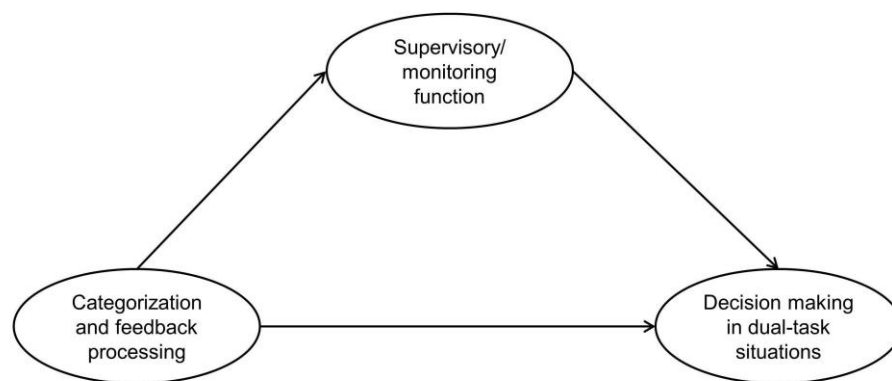 Supervisory/
monitoring
function
Categorization
and feedback
processing
Decision making
in dual-task
situations